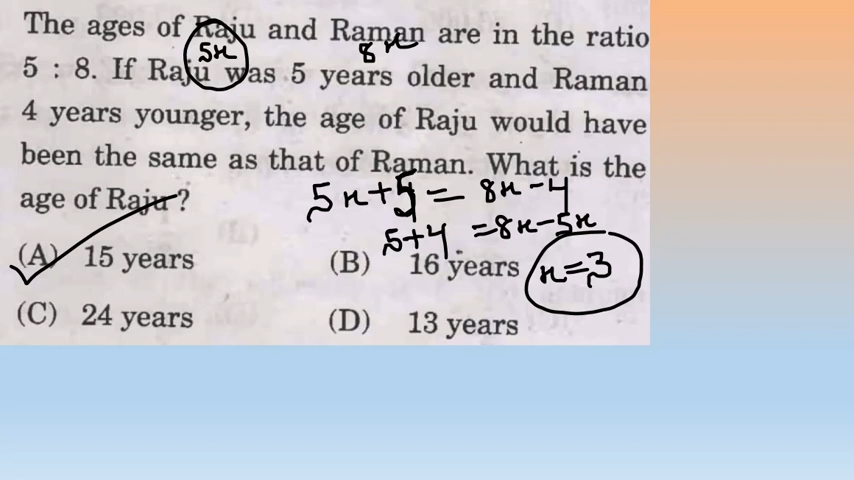 The ages of Raju and Raman are in the ratio
5x 8x
5 : 8. If Raju was 5 years older and Raman
4 years younger, the age of Raju would have
been the same as that of Raman. What is the
age of Raju ?
5x+5 = 8x-4
5+4 = 8x-5x
x=3
(A) 15 years
(B) 16 years
(C) 24 years
(D) 13 years